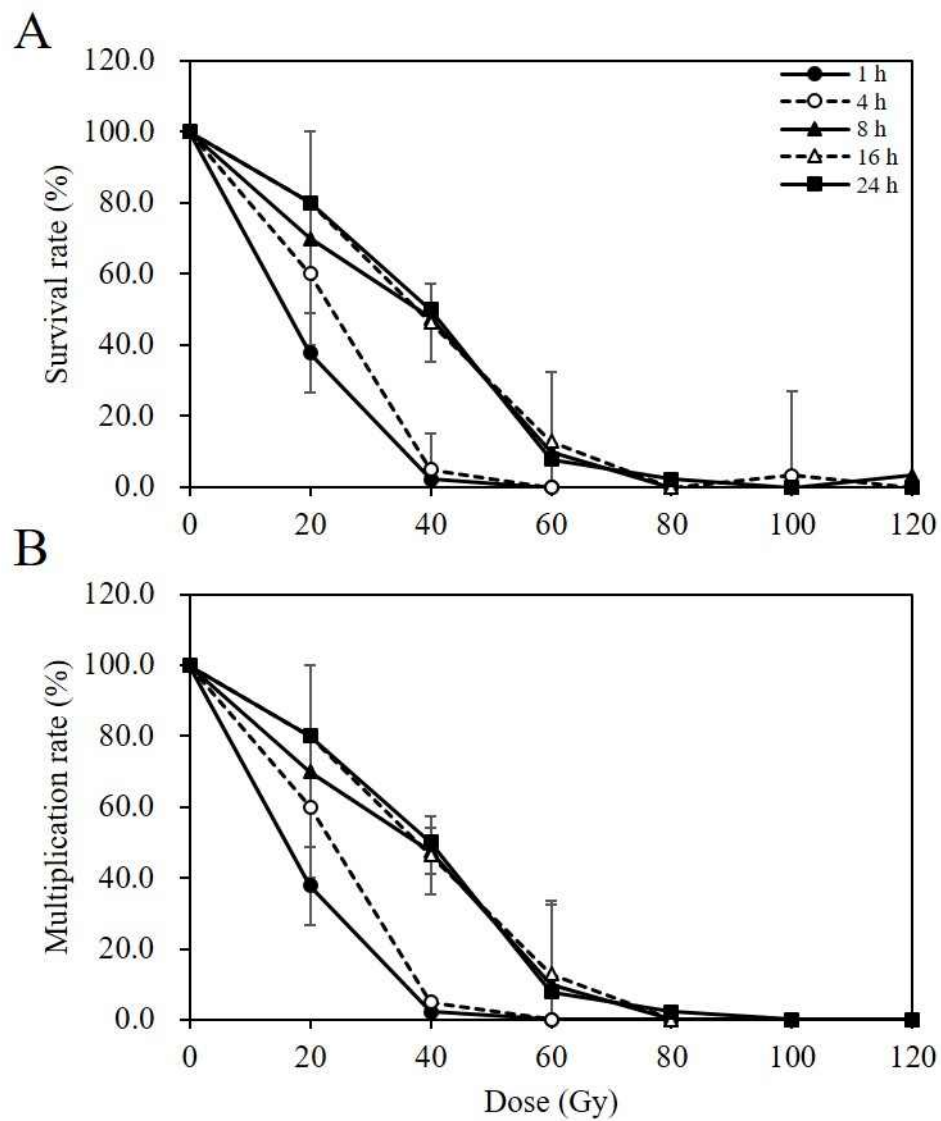 A
120.0
100.0
80.0
60.0
40.0
20.0
0.0
Survival rate (%)
1 h
4 h
8 h
16 h
24 h
0 20 40 60 80 100 120
B
120.0
100.0
80.0
60.0
40.0
20.0
0.0
Multiplication rate (%)
0 20 40 60 80 100 120
Dose (Gy)